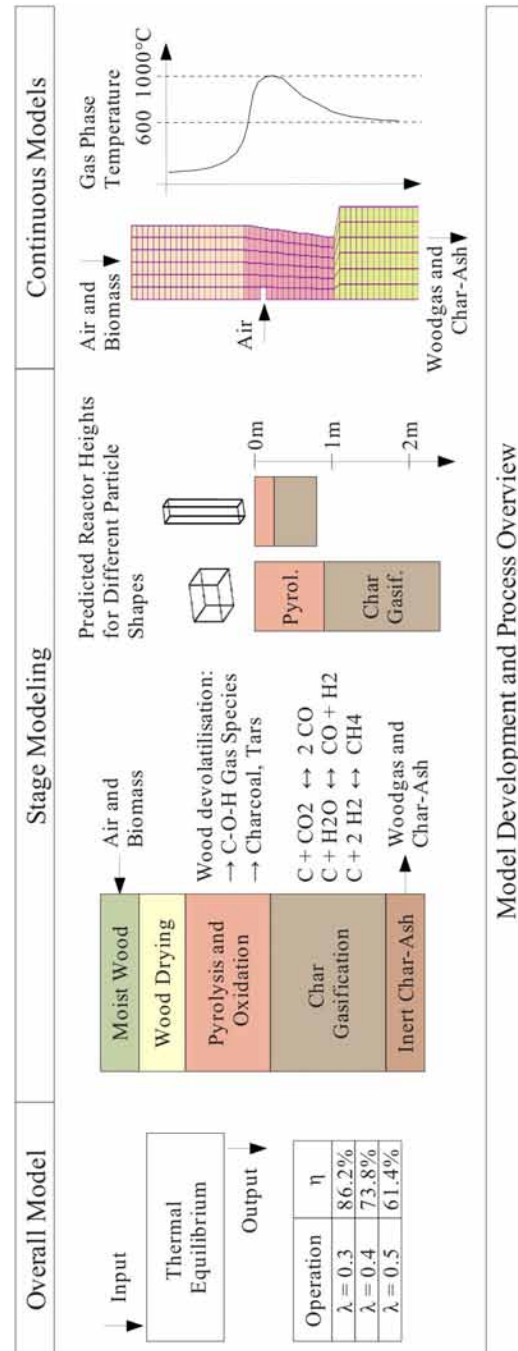 Overall Model
Stage Modeling
Continuous Models
Input
Thermal
Equilibrium
Output
Operation η
λ = 0.3 86.2%
λ = 0.4 73.8%
λ = 0.5 61.4%
Moist Wood
Wood Drying
Pyrolysis and
Oxidation
Char
Gasification
Inert Char-Ash
Air and
Biomass
Wood devolatilisation:
→ C-O-H Gas Species
→ Charcoal, Tars
C + CO2 ↔ 2 CO
C + H2O ↔ CO + H2
C + 2 H2 ↔ CH4
Woodgas and
Char-Ash
Predicted Reactor Heights
for Different Particle
Shapes
Pyrol.
Char
Gasif.
0m
1m
2m
Air and
Biomass
Air
Woodgas and
Char-Ash
Gas Phase
Temperature
600
1000°C
Model Development and Process Overview